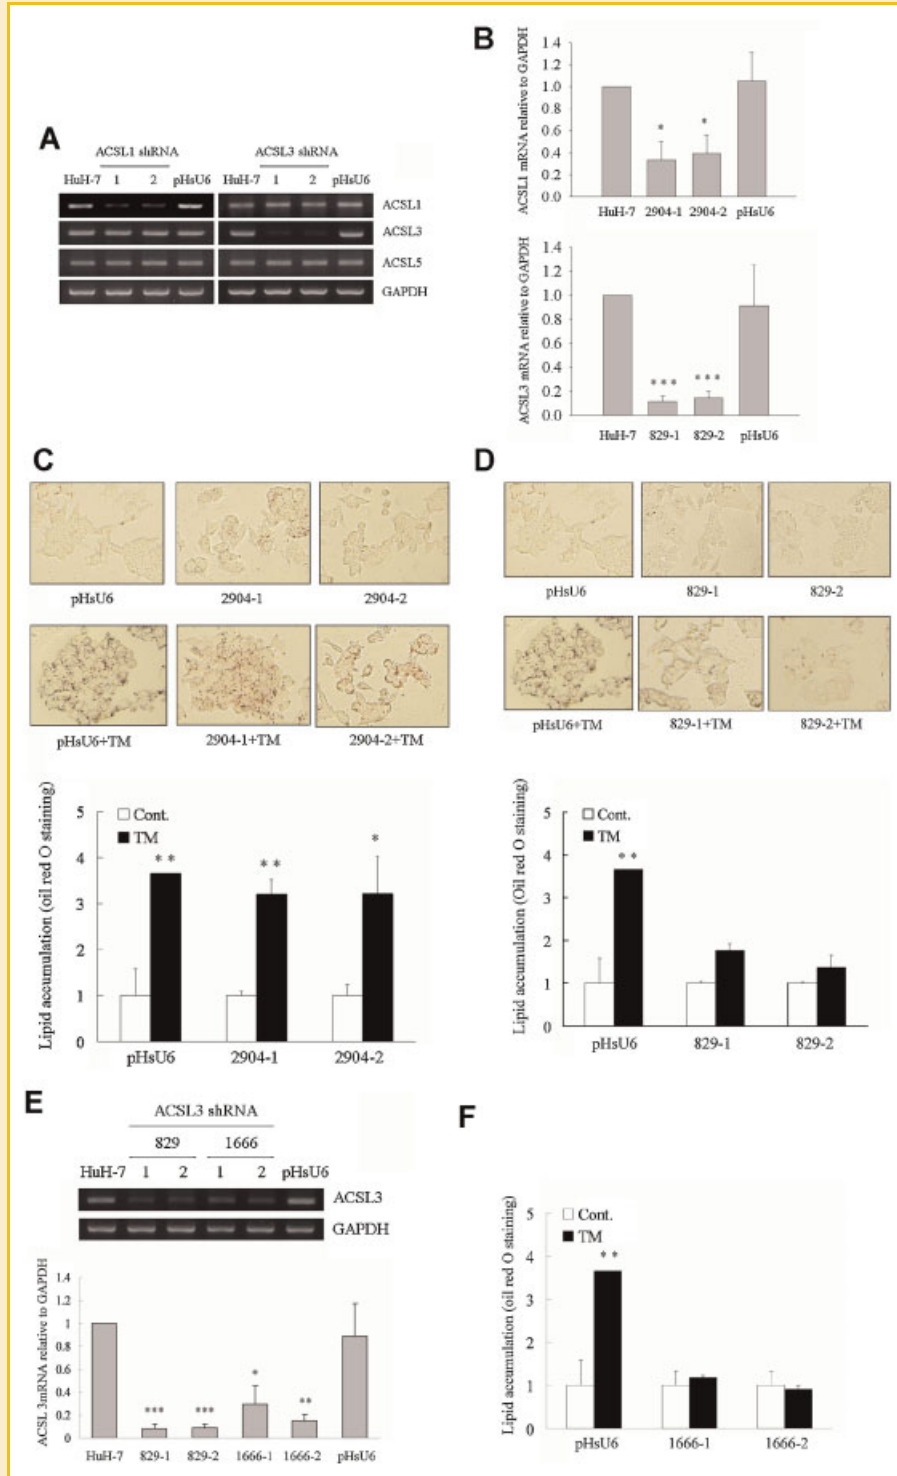 A
ACSL1 shRNA ACSL3 shRNA
HuH-7 1 2 pHsU6 HuH-7 1 2 pHsU6
ACSL1
ACSL3
ACSL5
GAPDH
B
ACSL1 mRNA relative to GAPDH
1.4
1.2
1.0
0.8
0.6
0.4
0.2
0.0
* *
HuH-7 2904-1 2904-2 pHsU6
ACSL3 mRNA relative to GAPDH
1.4
1.2
1.0
0.8
0.6
0.4
0.2
0.0
*** ***
HuH-7 829-1 829-2 pHsU6
C
pHsU6 2904-1 2904-2
pHsU6+TM 2904-1+TM 2904-2+TM
Lipid accumulation (oil red O staining)
5
4
3
2
1
0
Cont.
TM
** ** *
pHsU6 2904-1 2904-2
D
pHsU6 829-1 829-2
pHsU6+TM 829-1+TM 829-2+TM
Lipid accumulation (Oil red O staining)
5
4
3
2
1
0
Cont.
TM
**
pHsU6 829-1 829-2
E
ACSL3 shRNA
829 1666
HuH-7 1 2 1 2 pHsU6
ACSL3
GAPDH
ACSL 3mRNA relative to GAPDH
1.4
1.2
1
0.8
0.6
0.4
0.2
0
*** *** * **
HuH-7 829-1 829-2 1666-1 1666-2 pHsU6
F
Lipid accumulation (oil red O staining)
5
4
3
2
1
0
Cont.
TM
**
pHsU6 1666-1 1666-2